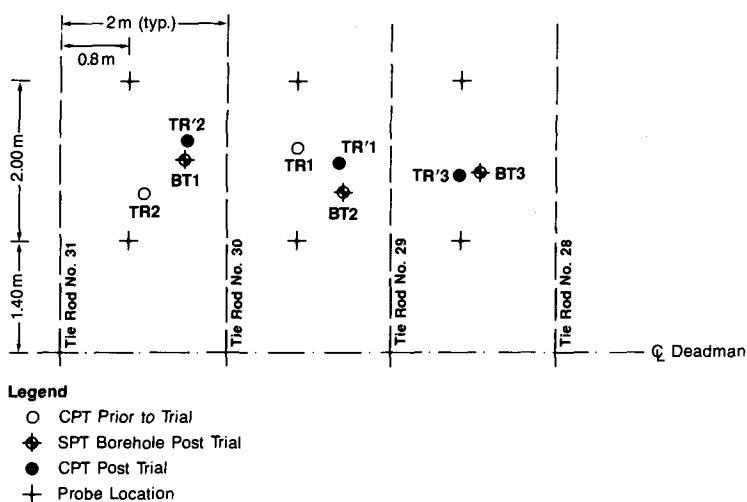 2m (typ.)
0.8m
2.00m
1.40m
TR'2
BT1
TR2
TR1
TR'1
BT2
TR'3
BT3
Tie Rod No. 31
Tie Rod No. 30
Tie Rod No. 29
Tie Rod No. 28
℄ Deadman
Legend
CPT Prior to Trial
SPT Borehole Post Trial
CPT Post Trial
Probe Location